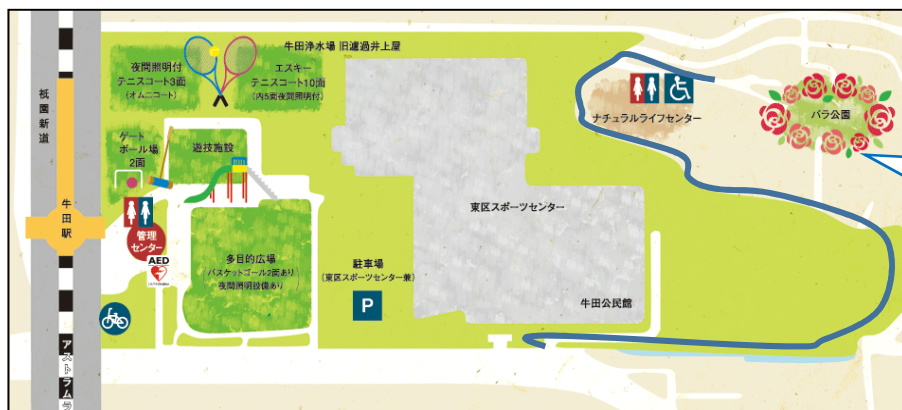 牛田浄水場 旧濾過井上屋
夜間照明付
テニスコート3面
(オムニコート)
エスキー
テニスコート10面
(内5面夜間照明付)
祇園新道
ナチュラルライフセンター
バラ公園
ゲート
ボール場
2面
遊技施設
牛田駅
東区スポーツセンター
管理
センター
AED
多目的広場
バスケットゴール2面あり
夜間照明設備あり
駐車場
(東区スポーツセンター兼)
P
牛田公民館
アストラムラ